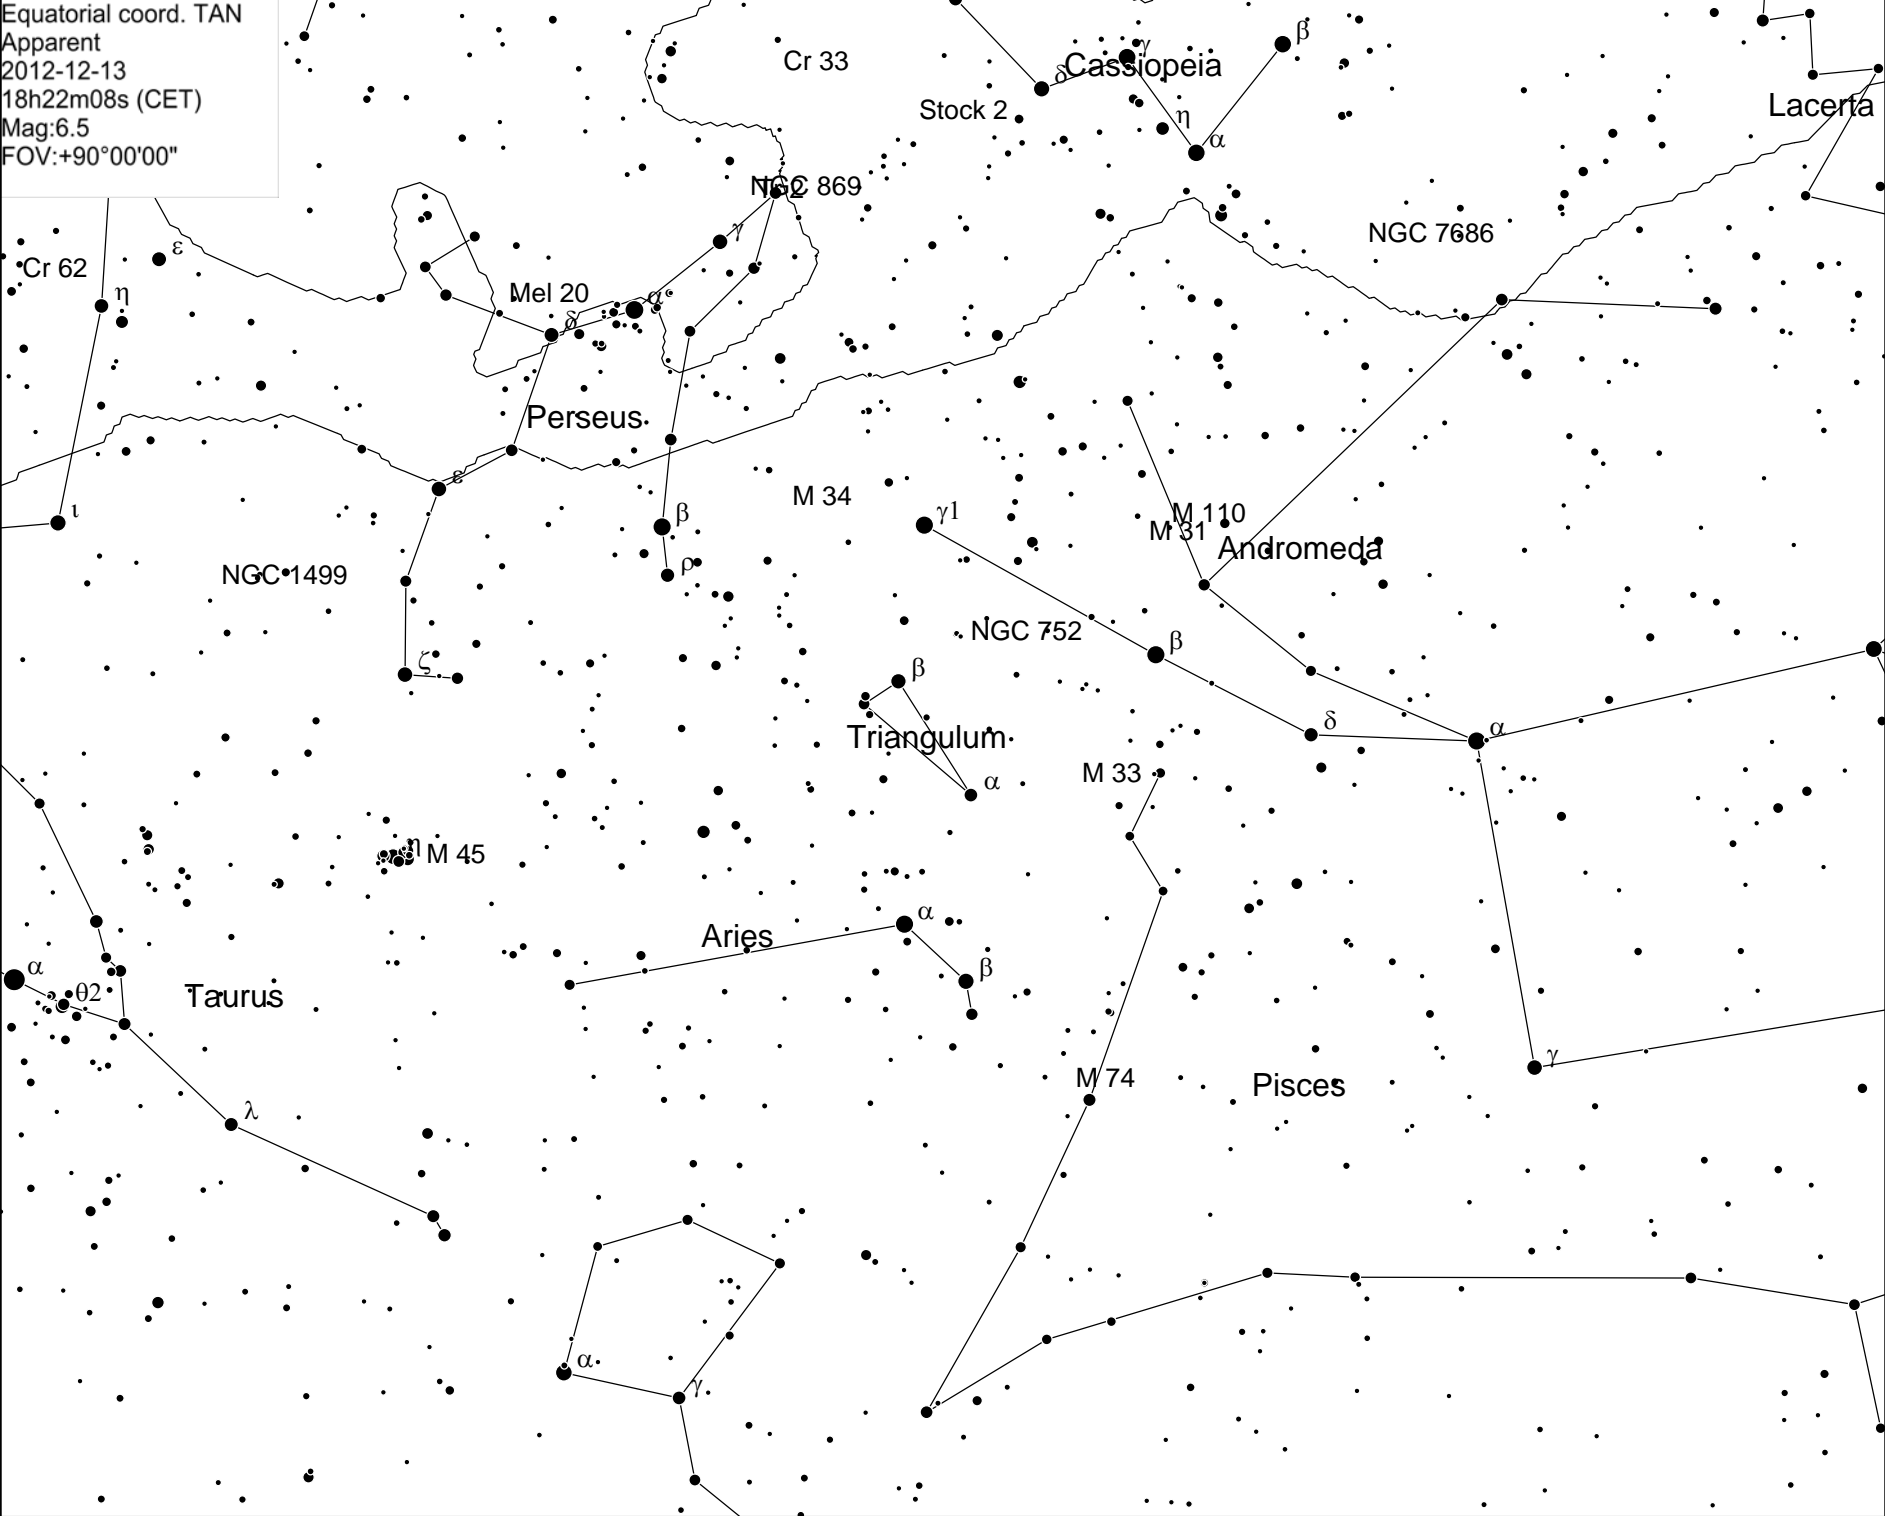 Equatorial coord. TAN
Apparent
2012-12-13
18h22m08s (CET)
Mag:6.5
FOV:+90°00'00"
β
γ
Cr 33
Cassiopeia
δ
Stock 2
Lacerta
η
α
NGC 869
γ
NGC 7686
ε
Cr 62
η
Mel 20
α
δ
Perseus
ε
M 34
ι
β
γ1
M 110
M 31
Andromeda
ρ
NGC 1499
NGC 752
β
ζ
β
δ
α
Triangulum
M 33
α
η
M 45
α
Aries
β
α
θ2
Taurus
γ
M 74
Pisces
λ
α
γ